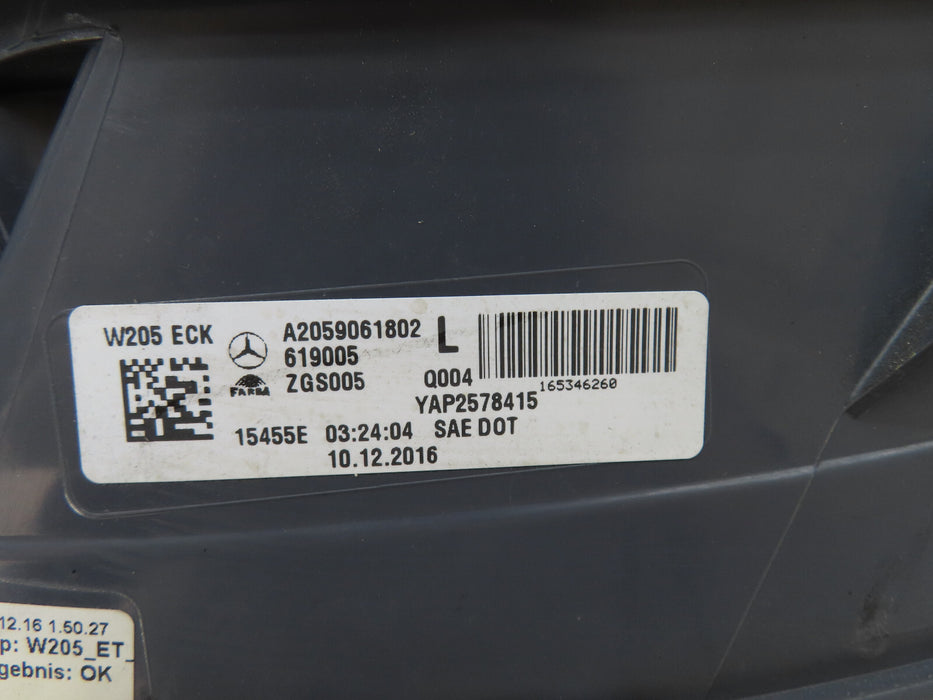 W205 ECK
A2059061802 L
619005
FARBA ZGS005 Q004
165346260
YAP2578415
15455E 03:24:04 SAE DOT
10.12.2016
12.16 1.50.27
p: W205_ET_
gebnis: OK